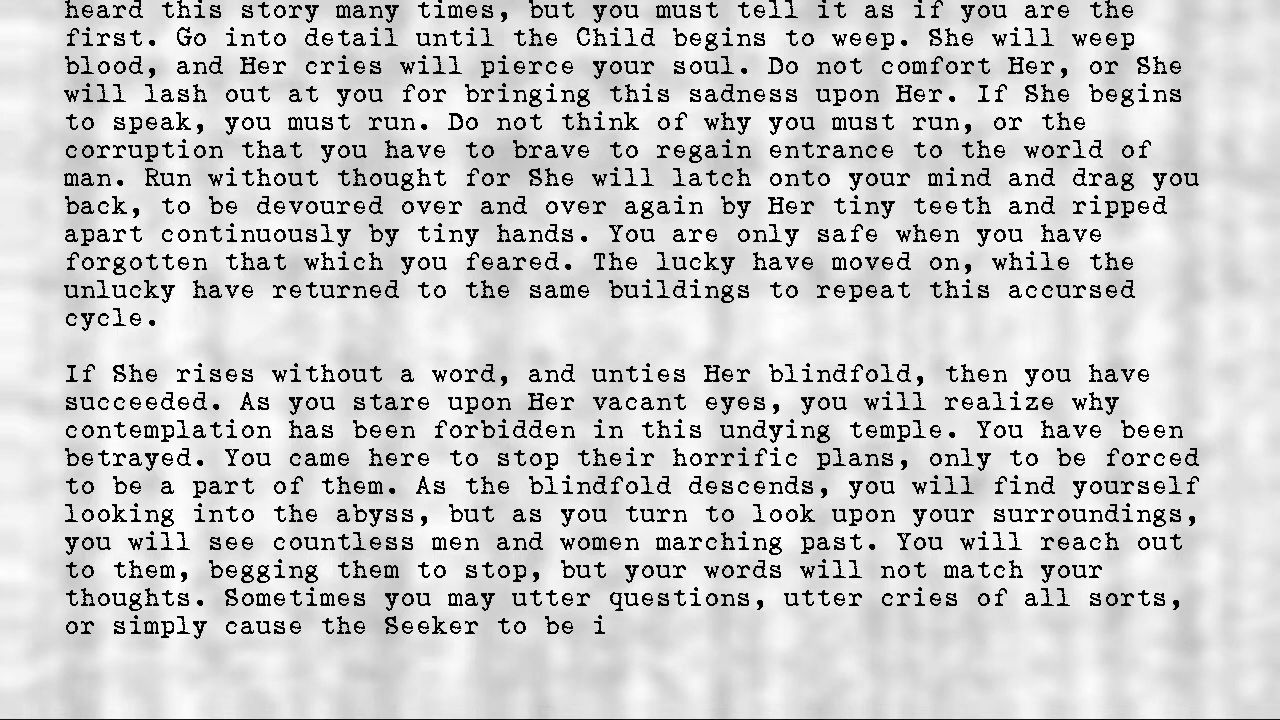 heard this story many times, but you must tell it as if you are the
first. Go into detail until the Child begins to weep. She will weep
blood, and Her cries will pierce your soul. Do not comfort Her, or She
will lash out at you for bringing this sadness upon Her. If She begins
to speak, you must run. Do not think of why you must run, or the
corruption that you have to brave to regain entrance to the world of
man. Run without thought for She will latch onto your mind and drag you
back, to be devoured over and over again by Her tiny teeth and ripped
apart continuously by tiny hands. You are only safe when you have
forgotten that which you feared. The lucky have moved on, while the
unlucky have returned to the same buildings to repeat this accursed
cycle.

If She rises without a word, and unties Her blindfold, then you have
succeeded. As you stare upon Her vacant eyes, you will realize why
contemplation has been forbidden in this undying temple. You have been
betrayed. You came here to stop their horrific plans, only to be forced
to be a part of them. As the blindfold descends, you will find yourself
looking into the abyss, but as you turn to look upon your surroundings,
you will see countless men and women marching past. You will reach out
to them, begging them to stop, but your words will not match your
thoughts. Sometimes you may utter questions, utter cries of all sorts,
or simply cause the Seeker to be i